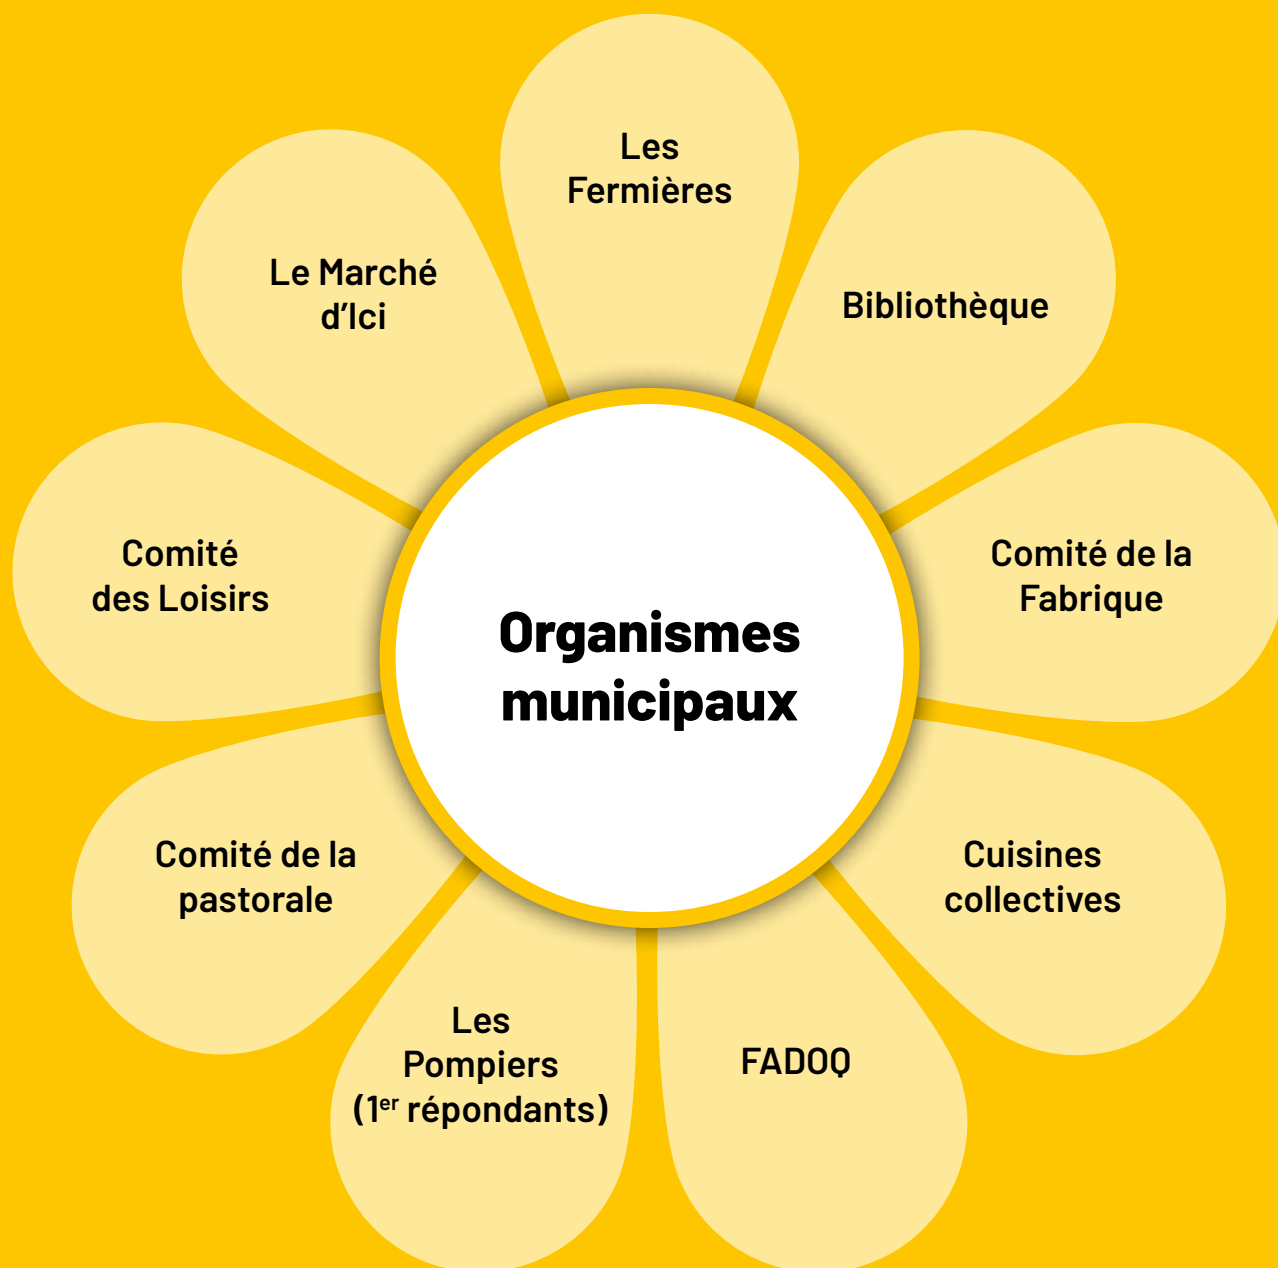 Les
Fermières
Bibliothèque
Comité de la
Fabrique
Cuisines
collectives
FADOQ
Les
Pompiers
(1er répondants)
Comité de la
pastorale
Comité
des Loisirs
Le Marché
d'Ici
Organismes
municipaux